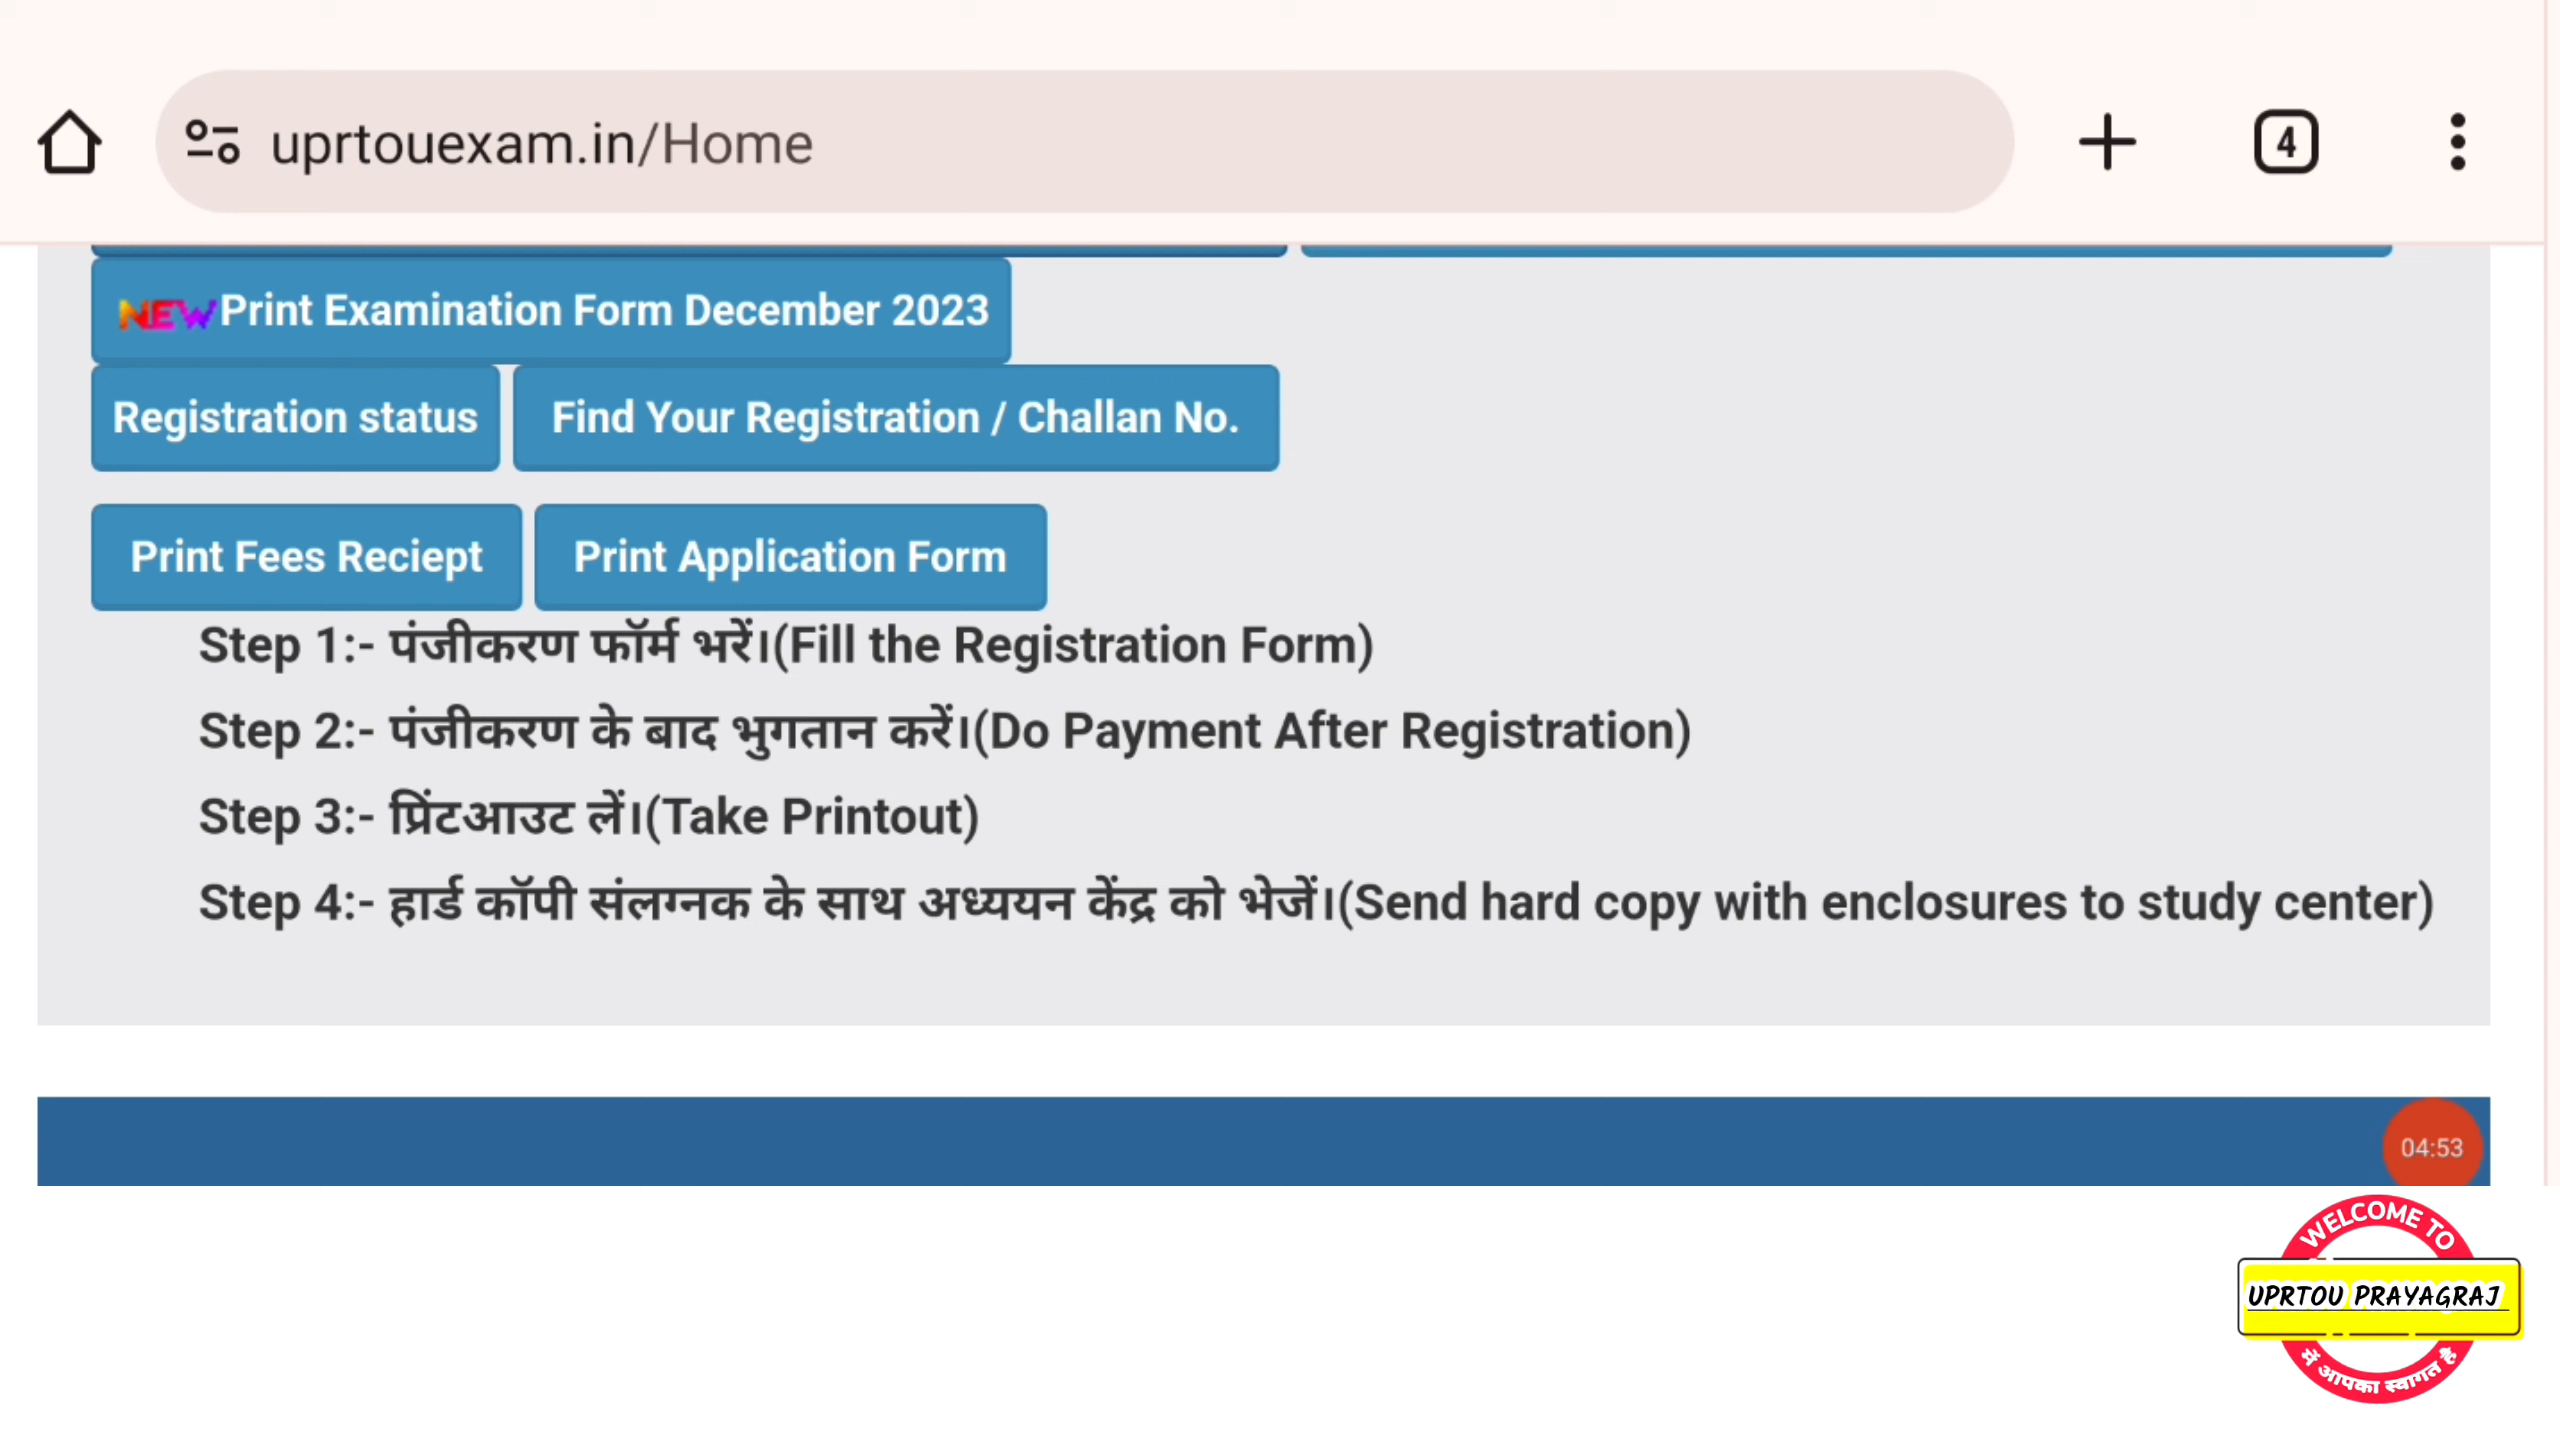 uprtouexam.in/Home
4
NEW Print Examination Form December 2023
Registration status
Find Your Registration / Challan No.
Print Fees Reciept
Print Application Form
Step 1:- पंजीकरण फॉर्म भरें।(Fill the Registration Form)
Step 2:- पंजीकरण के बाद भुगतान करें।(Do Payment After Registration)
Step 3:- प्रिंटआउट लें।(Take Printout)
Step 4:- हार्ड कॉपी संलग्नक के साथ अध्ययन केंद्र को भेजें।(Send hard copy with enclosures to study center)
04:53
WELCOME TO
UPRTOU PRAYAGRAJ
में आपका स्वागत है